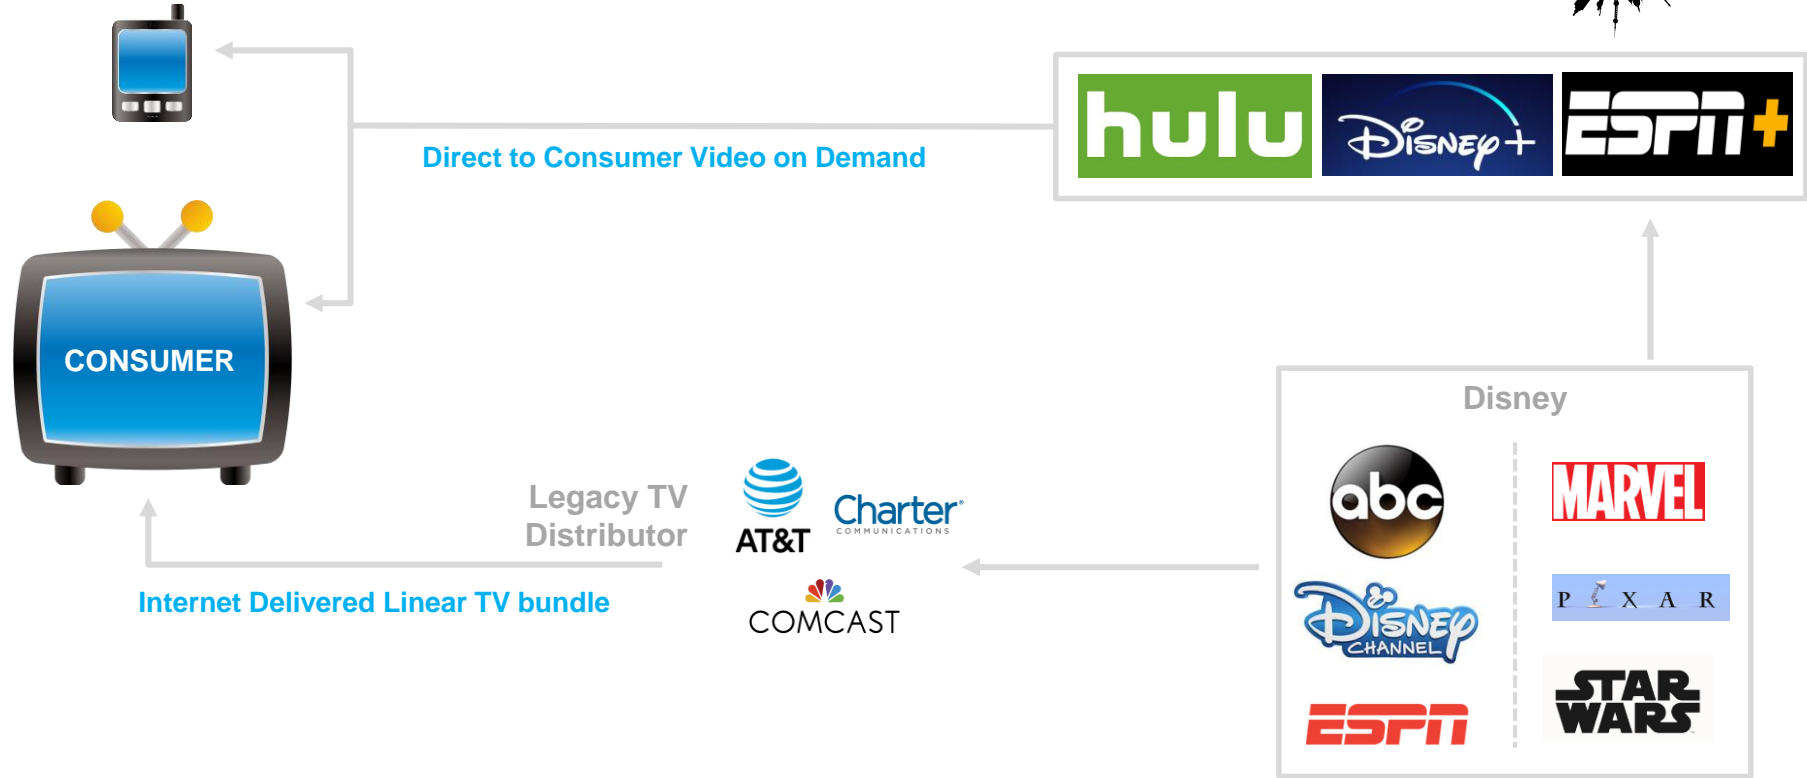 hulu
Disney+
ESPN+
Direct to Consumer Video on Demand
CONSUMER
Disney
abc
MARVEL
Legacy TV
Distributor
AT&T
Charter
COMMUNICATIONS
COMCAST
Internet Delivered Linear TV bundle
Disney
CHANNEL
PIXAR
ESPN
STAR
WARS